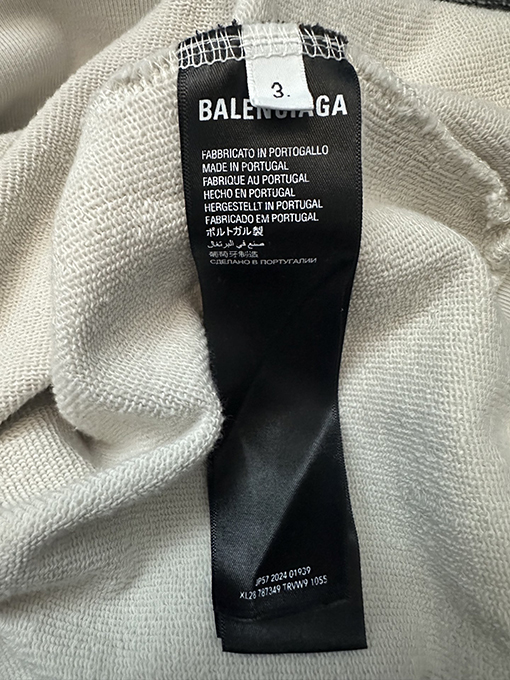 3.
BALENCIAGA
FABBRICATO IN PORTOGALLO
MADE IN PORTUGAL
FABRIQUE AU PORTUGAL
HECHO EN PORTUGAL
HERGESTELLT IN PORTUGAL
FABRICADO EM PORTUGAL
ポルトガル製
صنع في البرتغال
葡萄牙制造
СДЕЛАНО В ПОРТУГАЛИИ
JP57 2024 01939
XL28 787349 TRVW9 1055